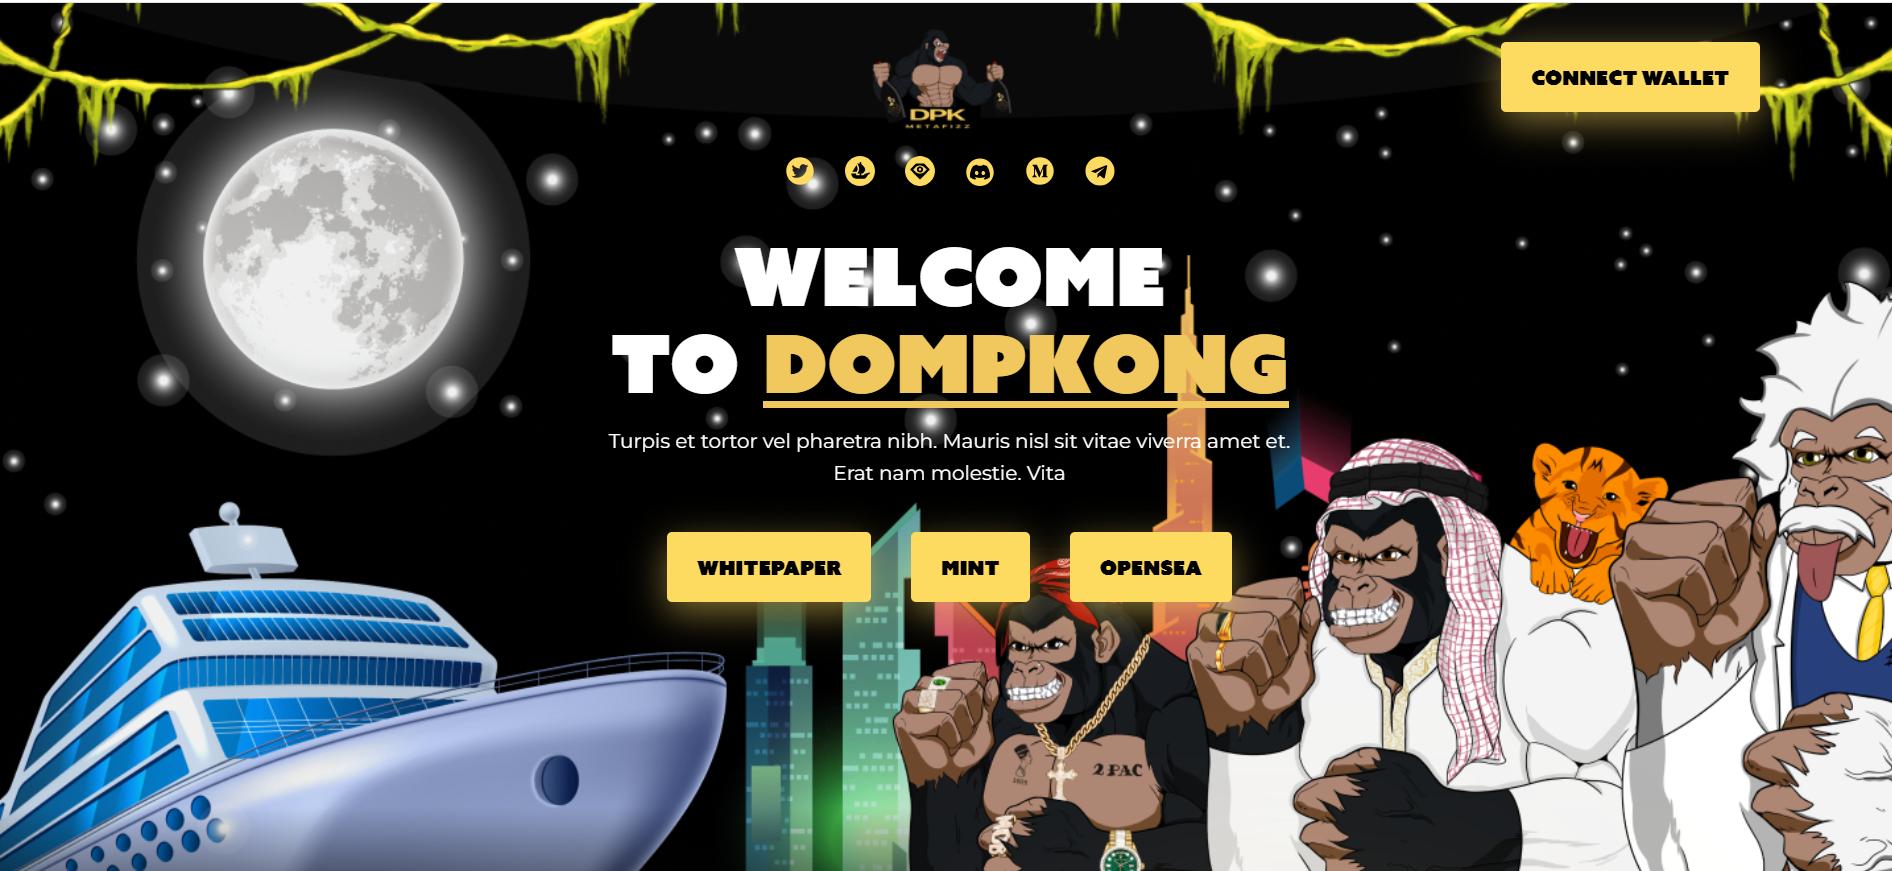 DPK
METAFIZZ
CONNECT WALLET
M
WELCOME
TO DOMPKONG
Turpis et tortor vel pharetra nibh. Mauris nisl sit vitae viverra amet et.
Erat nam molestie. Vita
WHITEPAPER
MINT
OPENSEA
2PAC